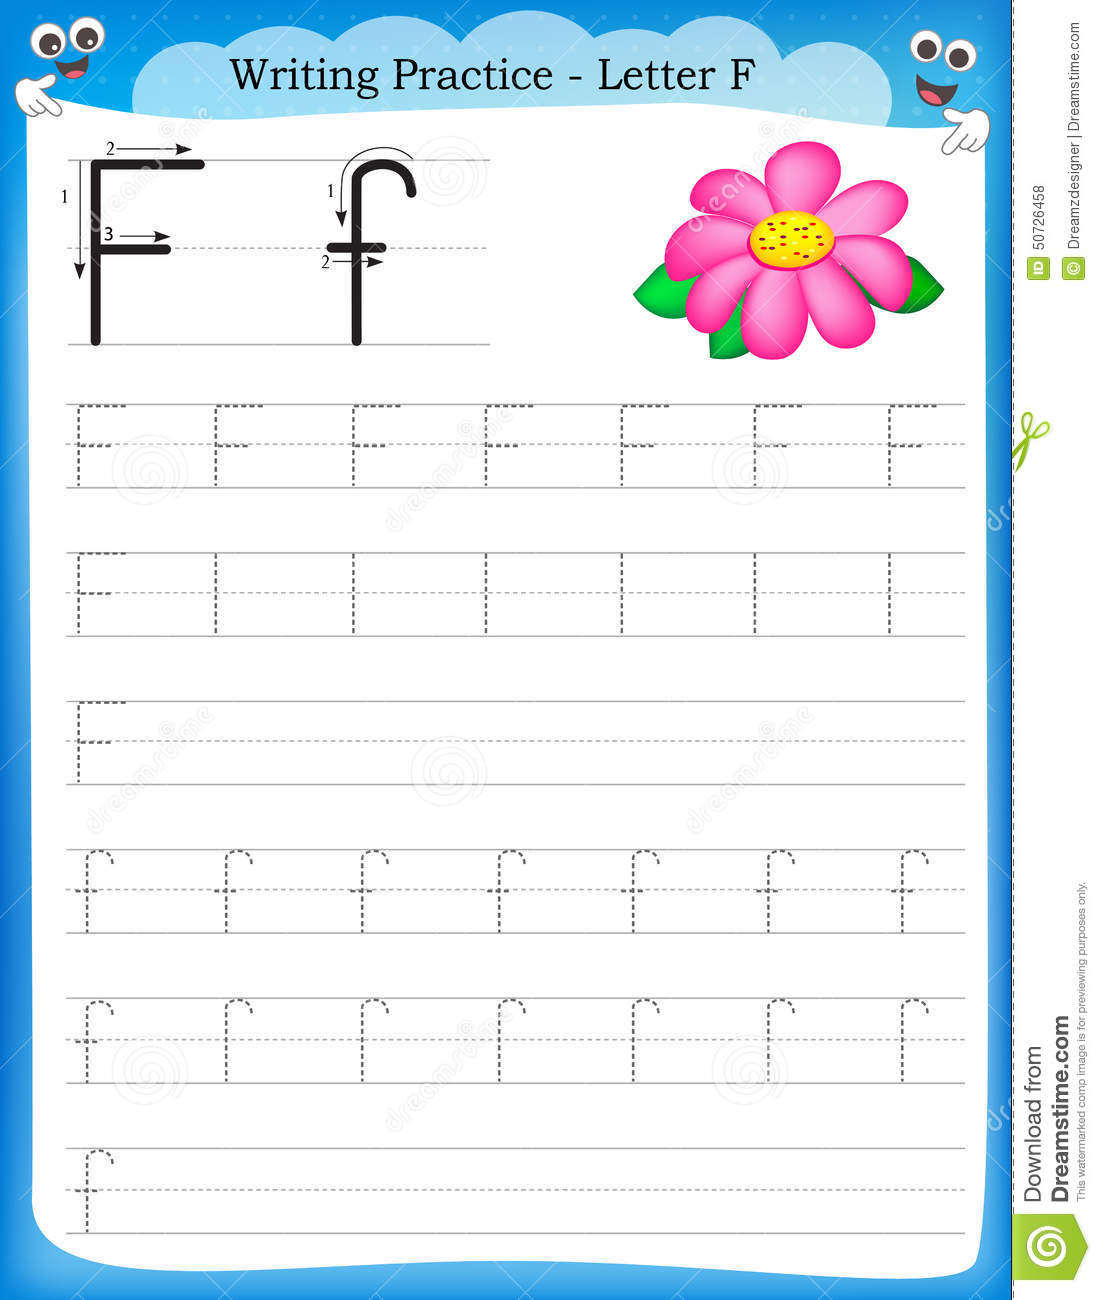 Writing Practice - Letter F
2
1
3
F
1
2
f
F F F F F F F
F
F
f f f f f f f
f
f
ID 50726458
© Dreamzdesigner | Dreamstime.com
Download from
Dreamstime.com
This watermarked comp image is for previewing purposes only.
dreamstime